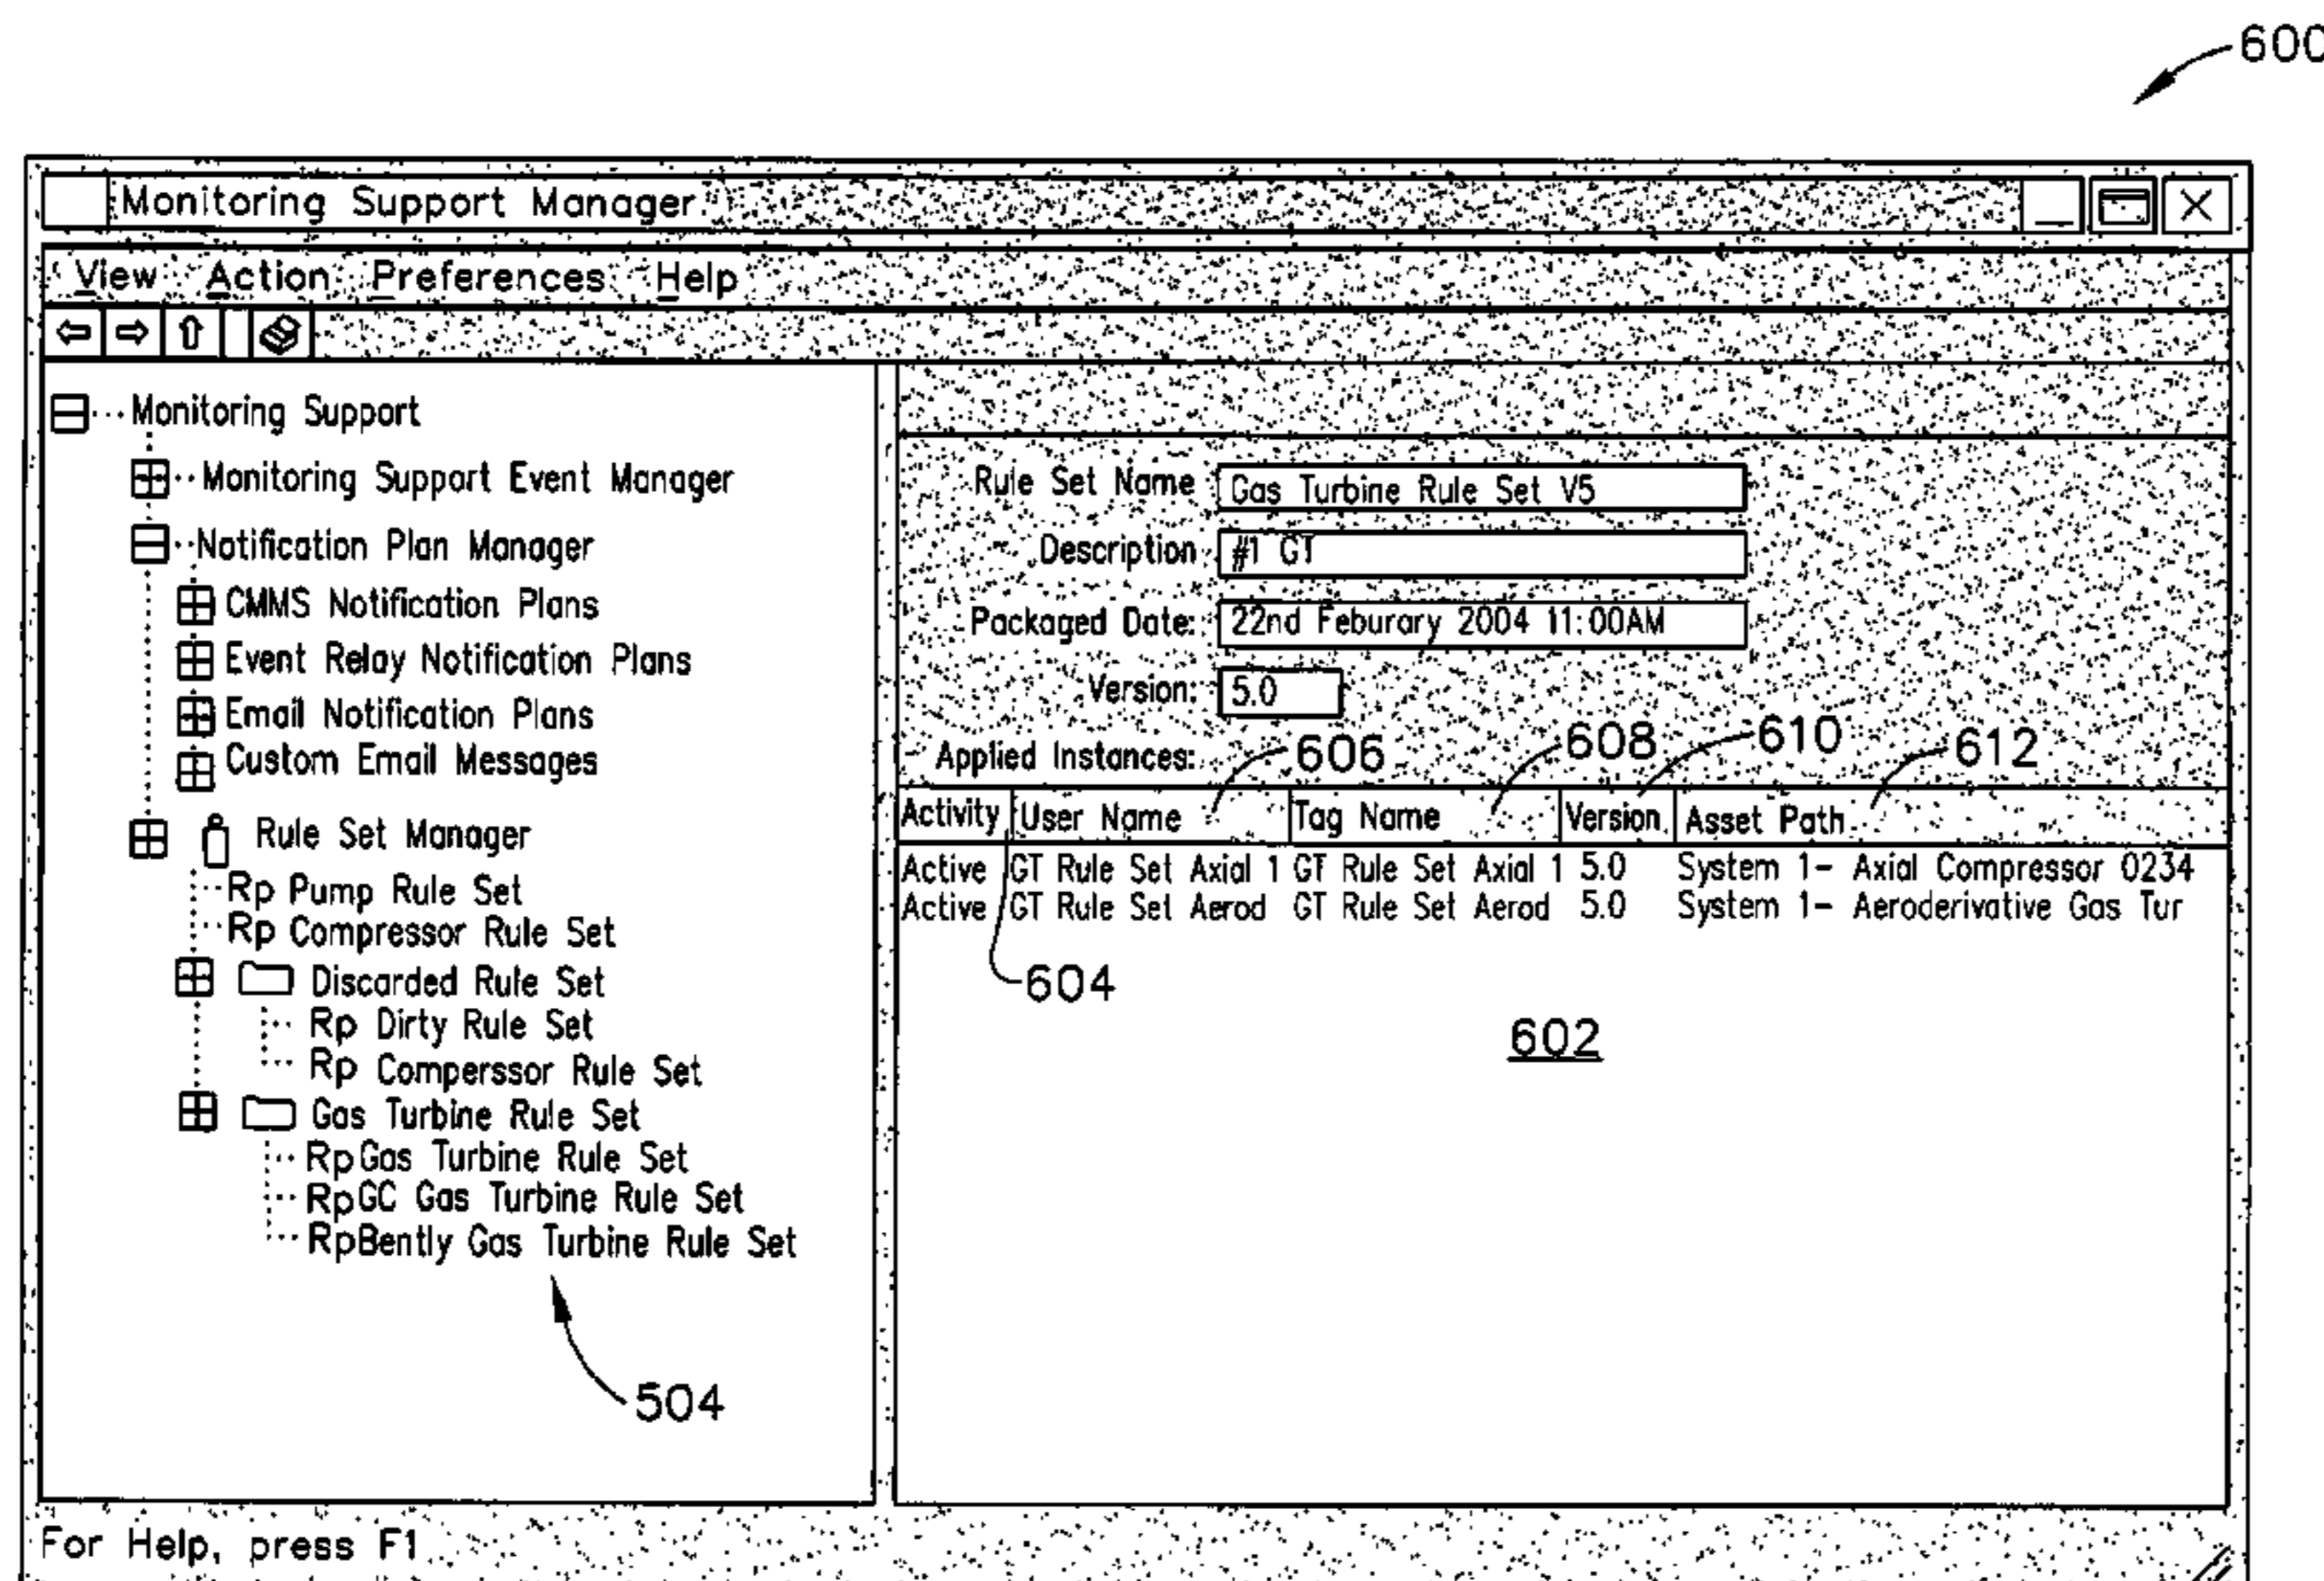 600
Monitoring Support Manager
View Action Preferences Help
Monitoring Support
Monitoring Support Event Manager
Notification Plan Manager
CMMS Notification Plans
Event Relay Notification Plans
Email Notification Plans
Custom Email Messages
Rule Set Manager
Rp Pump Rule Set
Rp Compressor Rule Set
Discarded Rule Set
Rp Dirty Rule Set
Rp Comperssor Rule Set
Gas Turbine Rule Set
Rp Gas Turbine Rule Set
Rp GC Gas Turbine Rule Set
Rp Bently Gas Turbine Rule Set
504
Rule Set Name Gas Turbine Rule Set V5
Description #1 GT
Packaged Date: 22nd Feburary 2004 11:00AM
Version: 5.0
Applied Instances: 606 608 610 612
Activity User Name Tag Name Version Asset Path
Active GT Rule Set Axial 1 GT Rule Set Axial 1 5.0 System 1- Axial Compressor 0234
Active GT Rule Set Aerod GT Rule Set Aerod 5.0 System 1- Aeroderivative Gas Tur
604
602
For Help, press F1